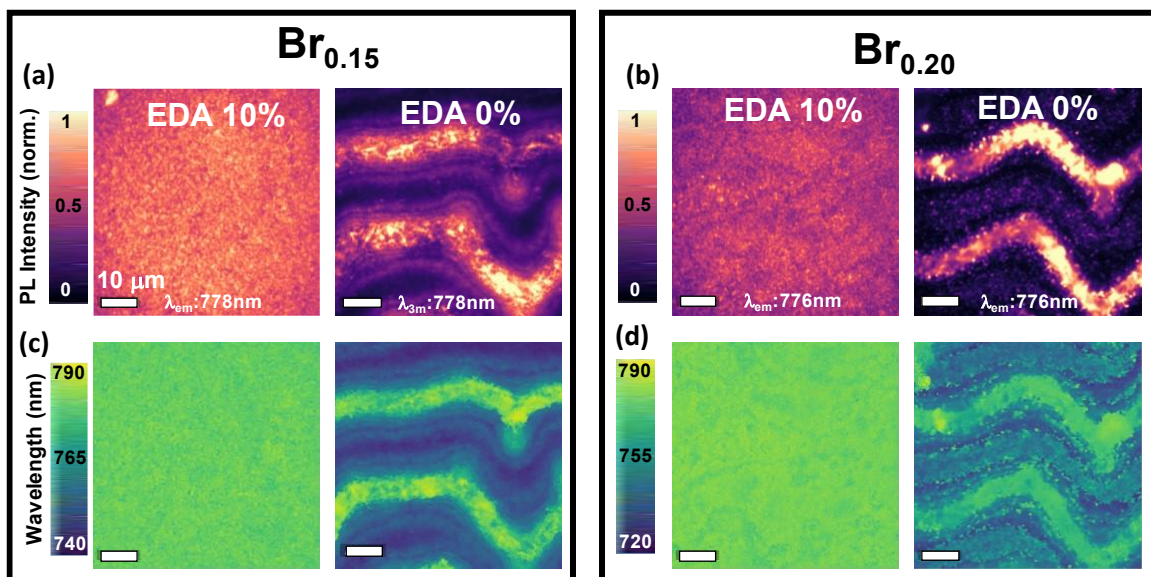 Br0.15
(a)
PL Intensity (norm.)
1
0.5
0
EDA 10%
10 μm
λem:778nm
EDA 0%
λ3m:778nm
(c)
Wavelength (nm)
790
765
740
Br0.20
(b)
1
0.5
0
EDA 10%
λem:776nm
EDA 0%
λem:776nm
(d)
790
755
720